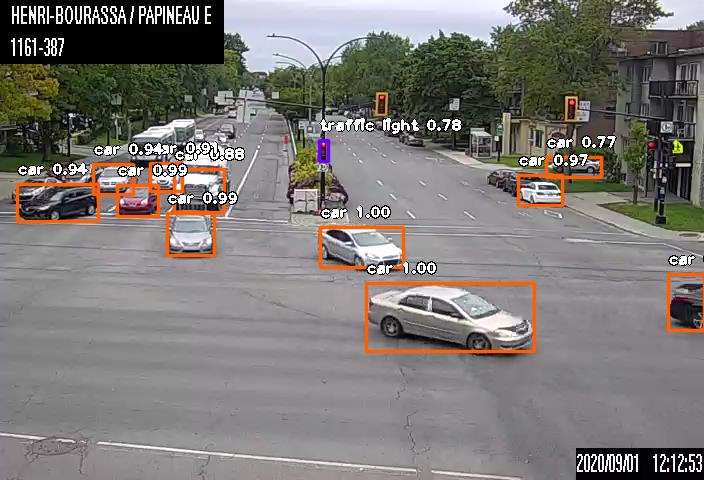 HENRI-BOURASSA / PAPINEAU E
1161-387
traffic light 0.78
car 0.77
car 0.94
car 0.91
0.88
car 0.97
car 0.94
car 0.99
car 0.99
car 1.00
car 1.00
car
2020/09/01 12:12:53